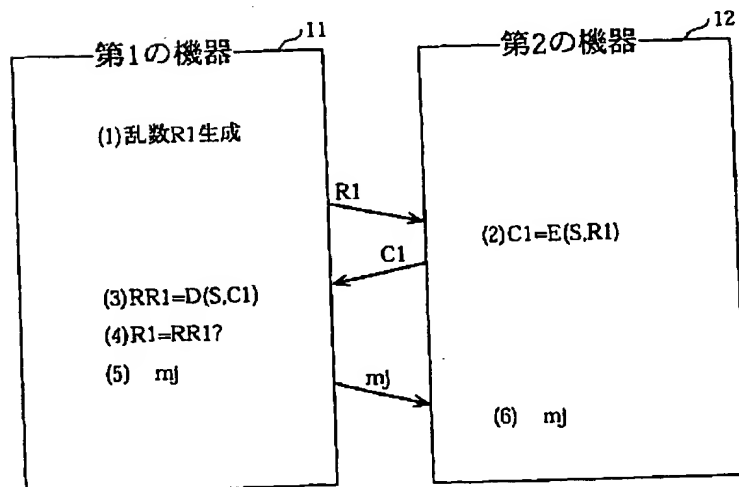 第1の機器
11
(1)乱数R1生成
R1
C1
(3)RR1=D(S,C1)
(4)R1=RR1?
(5) mj
mj
第2の機器
12
(2)C1=E(S,R1)
(6) mj